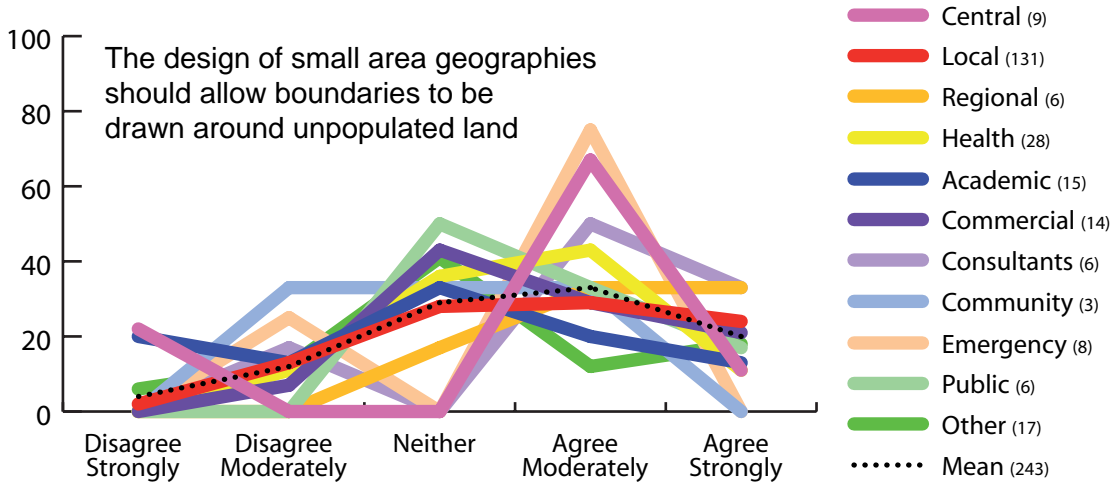 The design of small area geographies
should allow boundaries to be
drawn around unpopulated land
100
80
60
40
20
0
Disagree
Strongly
Disagree
Moderately
Neither
Agree
Moderately
Agree
Strongly
Central (9)
Local (131)
Regional (6)
Health (28)
Academic (15)
Commercial (14)
Consultants (6)
Community (3)
Emergency (8)
Public (6)
Other (17)
Mean (243)